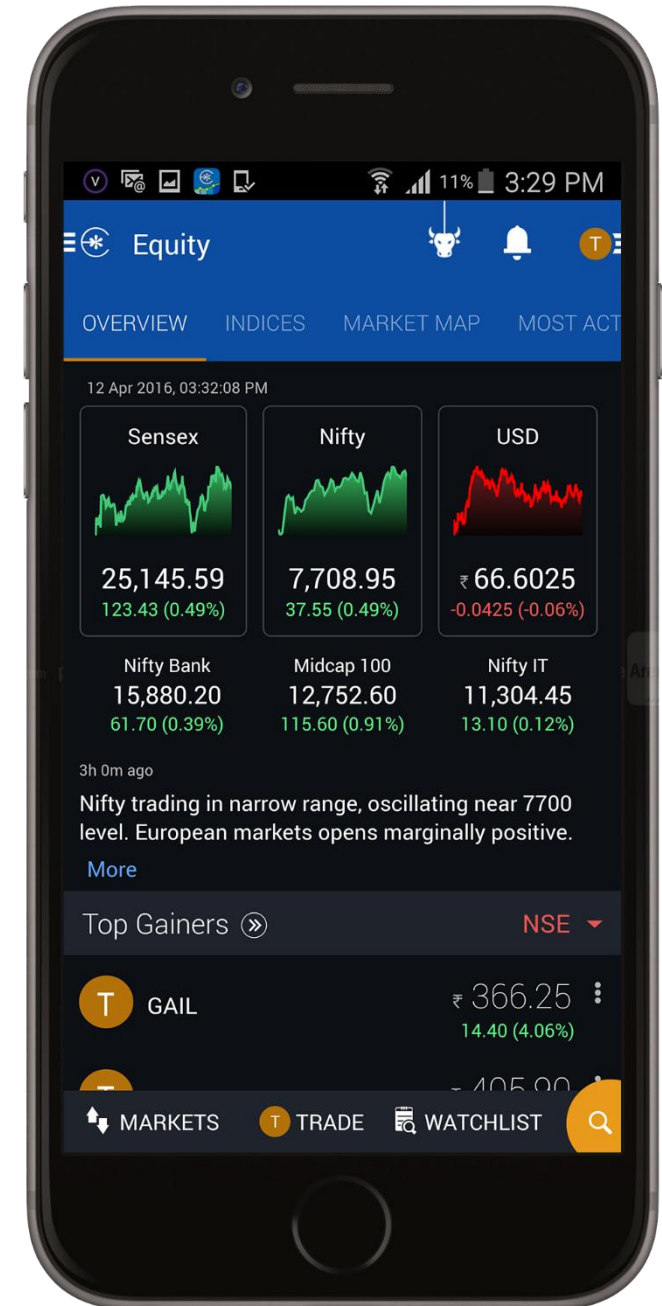 V @ 11% 3:29 PM
Equity T
OVERVIEW INDICES MARKET MAP MOST ACT
12 Apr 2016, 03:32:08 PM
Sensex Nifty USD
25,145.59 7,708.95 ₹ 66.6025
123.43 (0.49%) 37.55 (0.49%) -0.0425 (-0.06%)
Nifty Bank Midcap 100 Nifty IT
15,880.20 12,752.60 11,304.45
61.70 (0.39%) 115.60 (0.91%) 13.10 (0.12%)
3h 0m ago
Nifty trading in narrow range, oscillating near 7700
level. European markets opens marginally positive.
More
Top Gainers NSE
T GAIL ₹ 366.25
14.40 (4.06%)
T 405.90
MARKETS T TRADE WATCHLIST